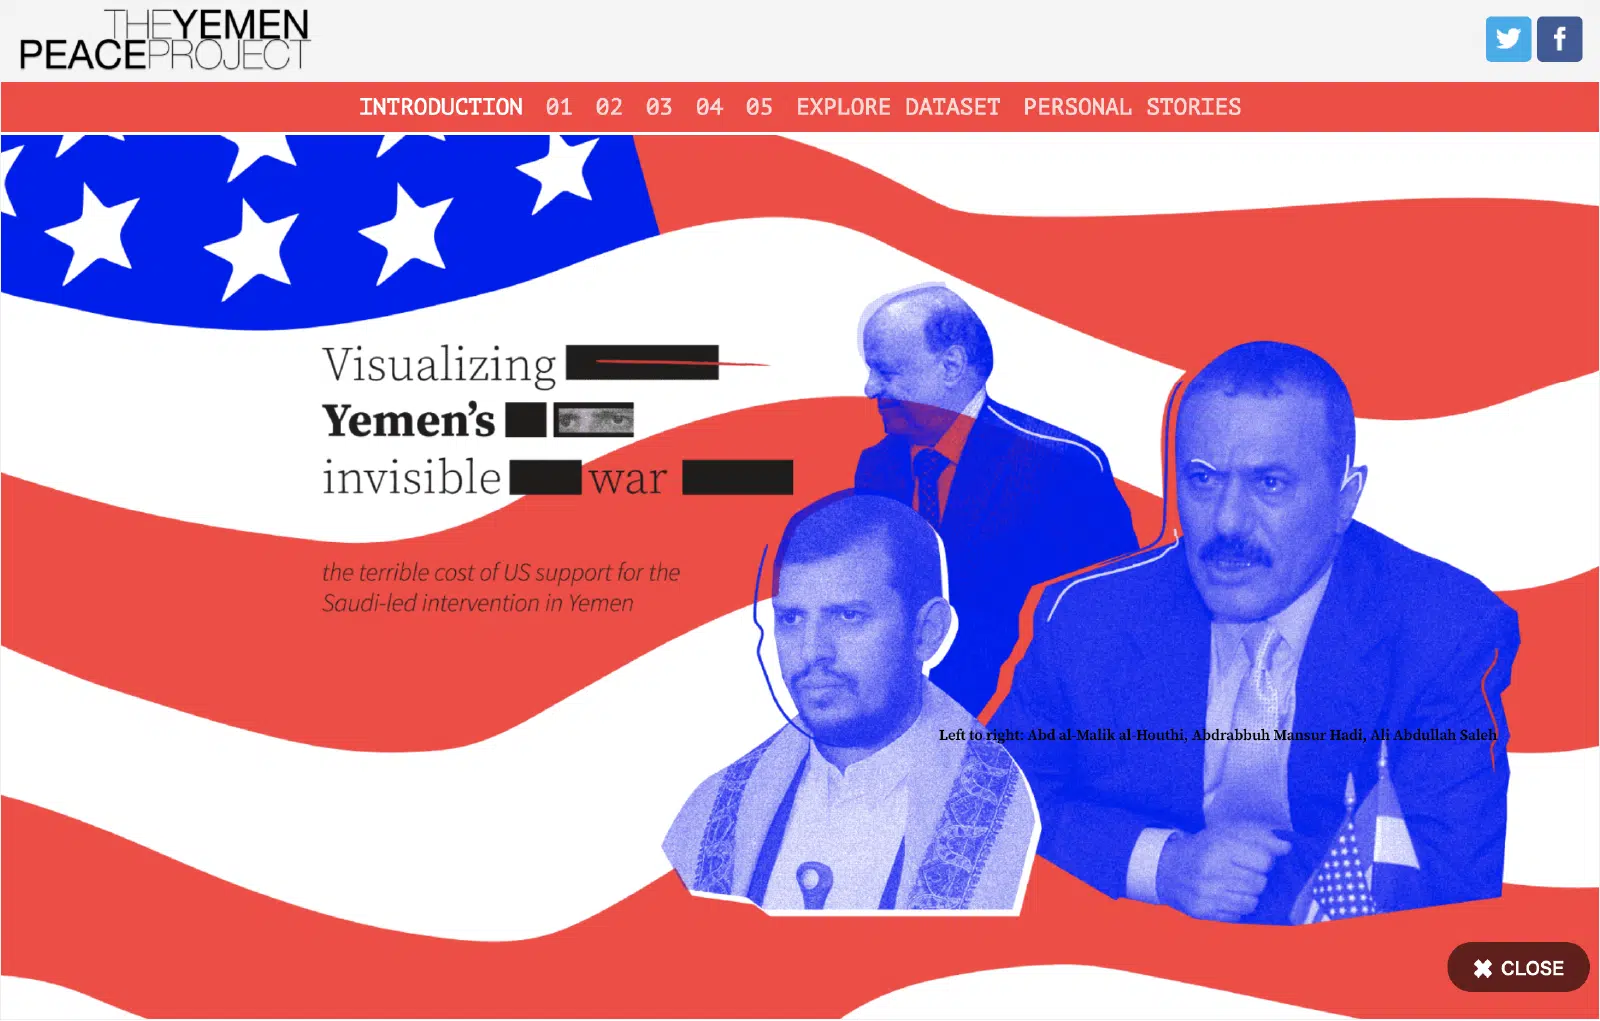 THEYEMEN
PEACEPROJECT
INTRODUCTION 01 02 03 04 05 EXPLORE DATASET PERSONAL STORIES
Visualizing
Yemen’s
invisible war
the terrible cost of US support for the
Saudi-led intervention in Yemen
Left to right: Abd al-Malik al-Houthi, Abdrabbuh Mansur Hadi, Ali Abdullah Saleh
✖ CLOSE